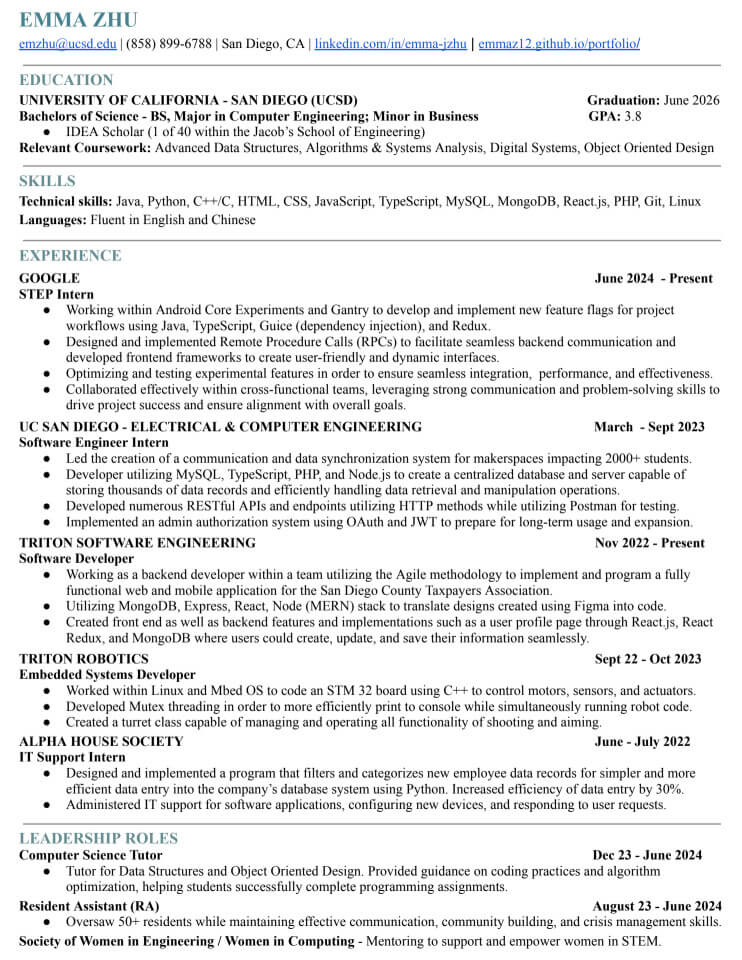 EMMA ZHU
emzhu@ucsd.edu | (858) 899-6788 | San Diego, CA | linkedin.com/in/emma-jzhu | emmaz12.github.io/portfolio/
EDUCATION
UNIVERSITY OF CALIFORNIA - SAN DIEGO (UCSD) Graduation: June 2026
Bachelors of Science - BS, Major in Computer Engineering; Minor in Business GPA: 3.8
● IDEA Scholar (1 of 40 within the Jacob's School of Engineering)
Relevant Coursework: Advanced Data Structures, Algorithms & Systems Analysis, Digital Systems, Object Oriented Design
SKILLS
Technical skills: Java, Python, C++/C, HTML, CSS, JavaScript, TypeScript, MySQL, MongoDB, React.js, PHP, Git, Linux
Languages: Fluent in English and Chinese
EXPERIENCE
GOOGLE June 2024 - Present
STEP Intern
● Working within Android Core Experiments and Gantry to develop and implement new feature flags for project
workflows using Java, TypeScript, Guice (dependency injection), and Redux.
● Designed and implemented Remote Procedure Calls (RPCs) to facilitate seamless backend communication and
developed frontend frameworks to create user-friendly and dynamic interfaces.
● Optimizing and testing experimental features in order to ensure seamless integration, performance, and effectiveness.
● Collaborated effectively within cross-functional teams, leveraging strong communication and problem-solving skills to
drive project success and ensure alignment with overall goals.
UC SAN DIEGO - ELECTRICAL & COMPUTER ENGINEERING March - Sept 2023
Software Engineer Intern
● Led the creation of a communication and data synchronization system for makerspaces impacting 2000+ students.
● Developer utilizing MySQL, TypeScript, PHP, and Node.js to create a centralized database and server capable of
storing thousands of data records and efficiently handling data retrieval and manipulation operations.
● Developed numerous RESTful APIs and endpoints utilizing HTTP methods while utilizing Postman for testing.
● Implemented an admin authorization system using OAuth and JWT to prepare for long-term usage and expansion.
TRITON SOFTWARE ENGINEERING Nov 2022 - Present
Software Developer
● Working as a backend developer within a team utilizing the Agile methodology to implement and program a fully
functional web and mobile application for the San Diego County Taxpayers Association.
● Utilizing MongoDB, Express, React, Node (MERN) stack to translate designs created using Figma into code.
● Created front end as well as backend features and implementations such as a user profile page through React.js, React
Redux, and MongoDB where users could create, update, and save their information seamlessly.
TRITON ROBOTICS Sept 22 - Oct 2023
Embedded Systems Developer
● Worked within Linux and Mbed OS to code an STM 32 board using C++ to control motors, sensors, and actuators.
● Developed Mutex threading in order to more efficiently print to console while simultaneously running robot code.
● Created a turret class capable of managing and operating all functionality of shooting and aiming.
ALPHA HOUSE SOCIETY June - July 2022
IT Support Intern
● Designed and implemented a program that filters and categorizes new employee data records for simpler and more
efficient data entry into the company's database system using Python. Increased efficiency of data entry by 30%.
● Administered IT support for software applications, configuring new devices, and responding to user requests.
LEADERSHIP ROLES
Computer Science Tutor Dec 23 - June 2024
● Tutor for Data Structures and Object Oriented Design. Provided guidance on coding practices and algorithm
optimization, helping students successfully complete programming assignments.
Resident Assistant (RA) August 23 - June 2024
● Oversaw 50+ residents while maintaining effective communication, community building, and crisis management skills.
Society of Women in Engineering / Women in Computing - Mentoring to support and empower women in STEM.